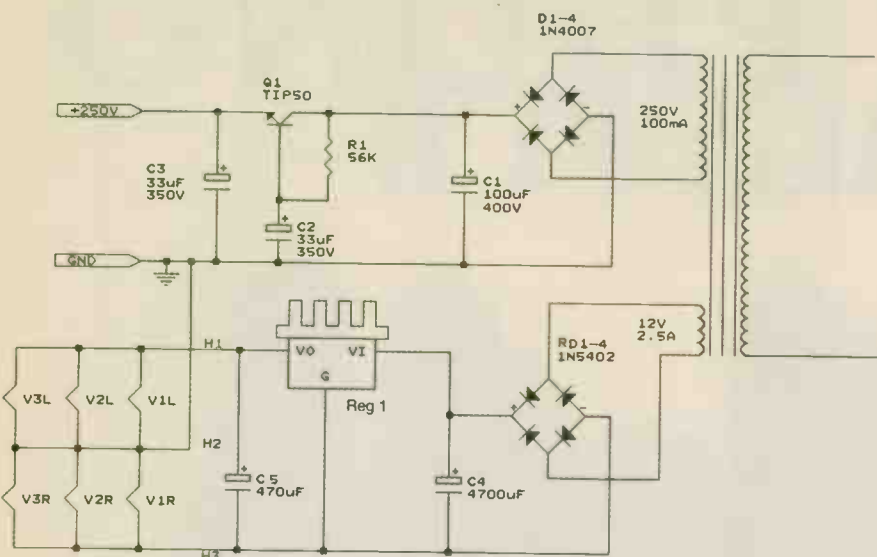 D1-4
1N4007
Q1
TIP50
+250V
250V
100mA
R1
56K
C3
33uF
350V
C1
100uF
400V
C2
33uF
350V
GND
12V
2.5A
H1
VO
VI
RD1-4
1N5402
G
Reg 1
V3L
V2L
V1L
H2
C5
470uF
C4
4700uF
V3R
V2R
V1R